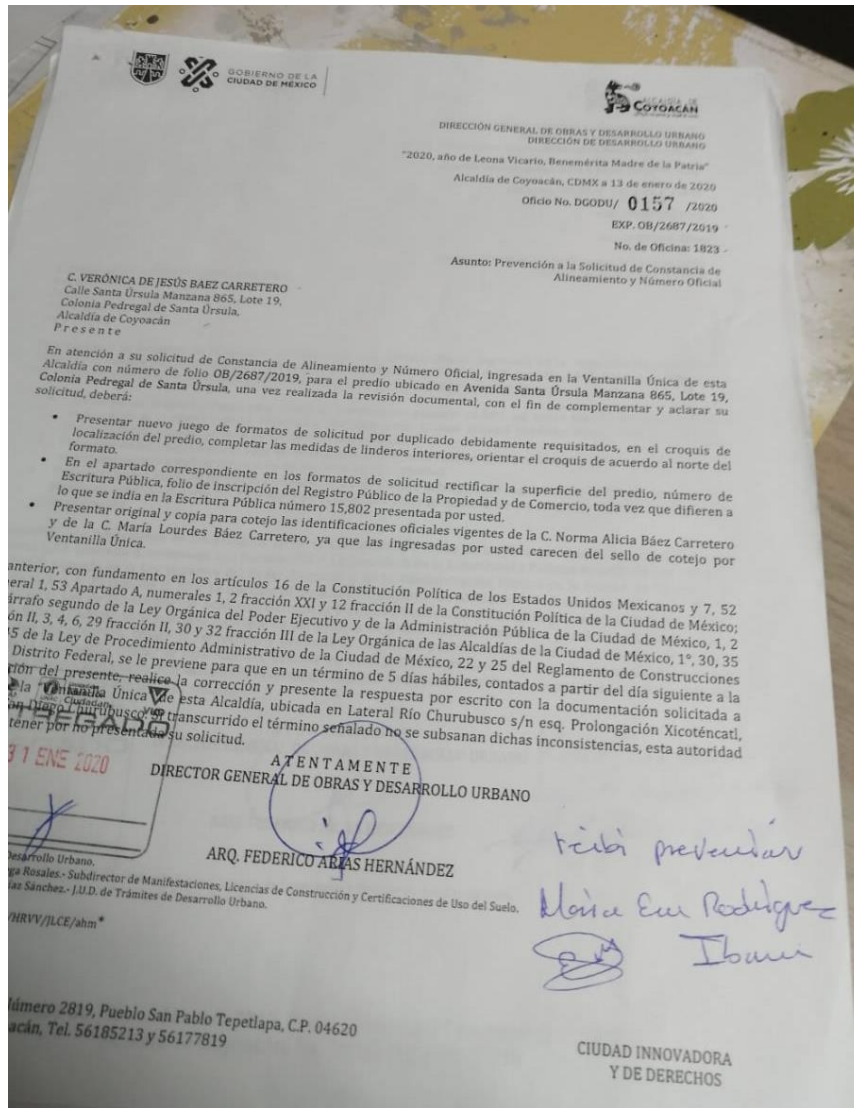 GOBIERNO DE LA
CIUDAD DE MÉXICO
ALCALDÍA DE
COYOACÁN
DIRECCIÓN GENERAL DE OBRAS Y DESARROLLO URBANO
DIRECCIÓN DE DESARROLLO URBANO
"2020, año de Leona Vicario, Benemérita Madre de la Patria"
Alcaldía de Coyoacán, CDMX a 13 de enero de 2020
Oficio No. DGODU/ 0157 /2020
EXP. OB/2687/2019
No. de Oficina: 1823
Asunto: Prevención a la Solicitud de Constancia de
Alineamiento y Número Oficial
C. VERÓNICA DE JESÚS BAEZ CARRETERO
Calle Santa Úrsula Manzana 865, Lote 19,
Colonia Pedregal de Santa Úrsula,
Alcaldía de Coyoacán
P r e s e n t e
En atención a su solicitud de Constancia de Alineamiento y Número Oficial, ingresada en la Ventanilla Única de esta
Alcaldía con número de folio OB/2687/2019, para el predio ubicado en Avenida Santa Úrsula Manzana 865, Lote 19,
Colonia Pedregal de Santa Úrsula, una vez realizada la revisión documental, con el fin de complementar y aclarar su
solicitud, deberá:
• Presentar nuevo juego de formatos de solicitud por duplicado debidamente requisitados, en el croquis de
localización del predio, completar las medidas de linderos interiores, orientar el croquis de acuerdo al norte del
formato.
• En el apartado correspondiente en los formatos de solicitud rectificar la superficie del predio, número de
Escritura Pública, folio de inscripción del Registro Público de la Propiedad y de Comercio, toda vez que difieren a
lo que se india en la Escritura Pública número 15,802 presentada por usted.
• Presentar original y copia para cotejo las identificaciones oficiales vigentes de la C. Norma Alicia Báez Carretero
y de la C. María Lourdes Báez Carretero, ya que las ingresadas por usted carecen del sello de cotejo por
Ventanilla Única.
anterior, con fundamento en los artículos 16 de la Constitución Política de los Estados Unidos Mexicanos y 7, 52
eral 1, 53 Apartado A, numerales 1, 2 fracción XXI y 12 fracción II de la Constitución Política de la Ciudad de México;
árrafo segundo de la Ley Orgánica del Poder Ejecutivo y de la Administración Pública de la Ciudad de México, 1, 2
ón II, 3, 4, 6, 29 fracción II, 30 y 32 fracción III de la Ley Orgánica de las Alcaldías de la Ciudad de México, 1°, 30, 35
5 de la Ley de Procedimiento Administrativo de la Ciudad de México, 22 y 25 del Reglamento de Construcciones
Distrito Federal, se le previene para que en un término de 5 días hábiles, contados a partir del día siguiente a la
ción del presente, realice la corrección y presente la respuesta por escrito con la documentación solicitada a
la Ventanilla Única de esta Alcaldía, ubicada en Lateral Río Churubusco s/n esq. Prolongación Xicoténcatl,
an Diego Churubusco. Si transcurrido el término señalado no se subsanan dichas inconsistencias, esta autoridad
tener por no presentada su solicitud.
TREGADO
31 ENE 2020
A T E N T A M E N T E
DIRECTOR GENERAL DE OBRAS Y DESARROLLO URBANO
ARQ. FEDERICO ARIAS HERNÁNDEZ
Desarrollo Urbano.
ga Rosales.- Subdirector de Manifestaciones, Licencias de Construcción y Certificaciones de Uso del Suelo.
íaz Sánchez.- J.U.D. de Trámites de Desarrollo Urbano.
/HRVV/JLCE/ahm*
Rodriguez
úmero 2819, Pueblo San Pablo Tepetlapa, C.P. 04620
acán, Tel. 56185213 y 56177819
CIUDAD INNOVADORA
Y DE DERECHOS